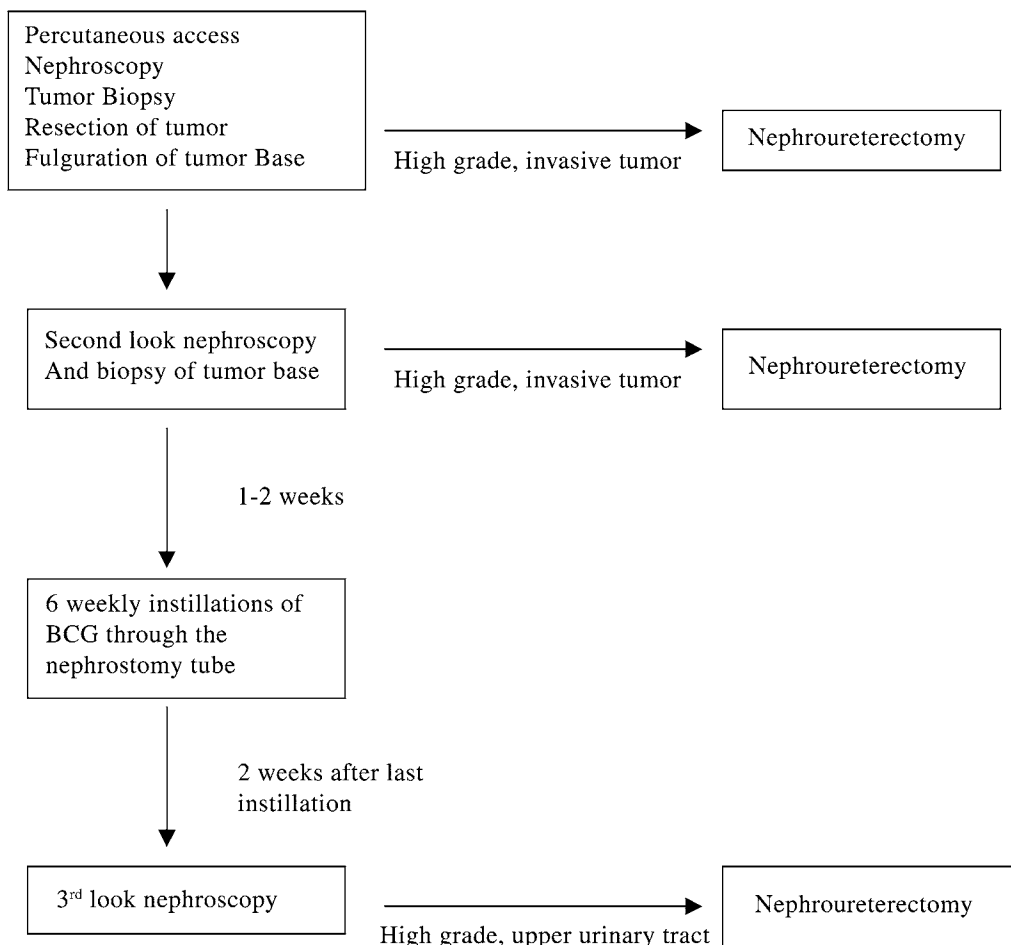 Percutaneous access
Nephroscopy
Tumor Biopsy
Resection of tumor
Fulguration of tumor Base
High grade, invasive tumor
Nephroureterectomy
Second look nephroscopy
And biopsy of tumor base
High grade, invasive tumor
Nephroureterectomy
1-2 weeks
6 weekly instillations of
BCG through the
nephrostomy tube
2 weeks after last
instillation
3rd look nephroscopy
High grade, upper urinary tract
Nephroureterectomy